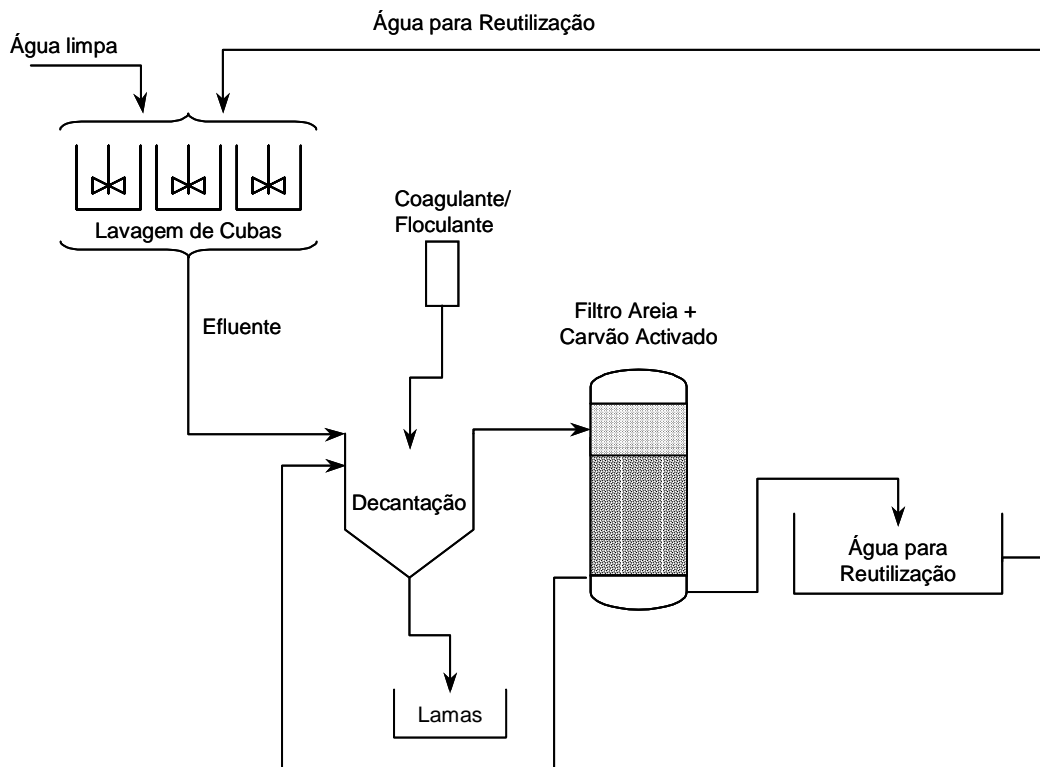 Água para Reutilização
Água limpa
Lavagem de Cubas
Coagulante/
Floculante
Efluente
Filtro Areia +
Carvão Activado
Decantação
Água para
Reutilização
Lamas